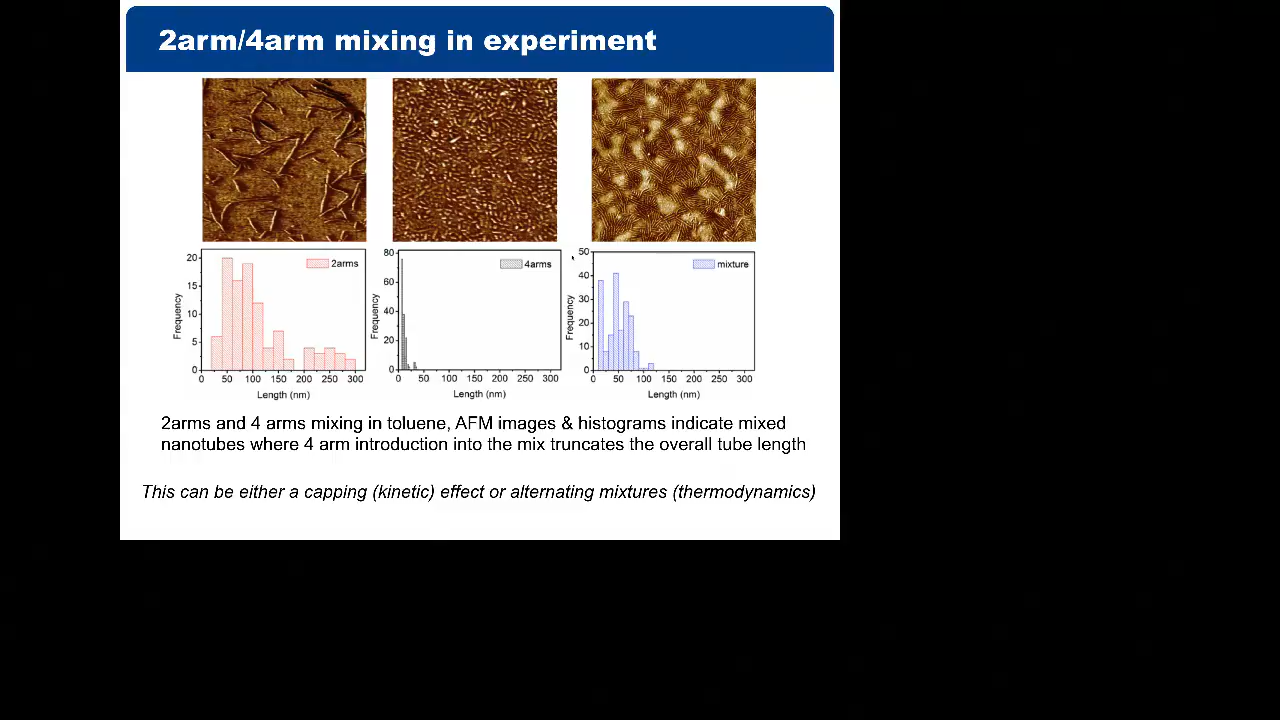 2arm/4arm mixing in experiment
20
15
10
5
0
Frequency
2arms
0 50 100 150 200 250 300
Length (nm)
80
60
40
20
0
Frequency
4arms
0 50 100 150 200 250 300
Length (nm)
50
40
30
20
10
0
Frequency
mixture
0 50 100 150 200 250 300
Length (nm)
2arms and 4 arms mixing in toluene, AFM images & histograms indicate mixed
nanotubes where 4 arm introduction into the mix truncates the overall tube length
This can be either a capping (kinetic) effect or alternating mixtures (thermodynamics)